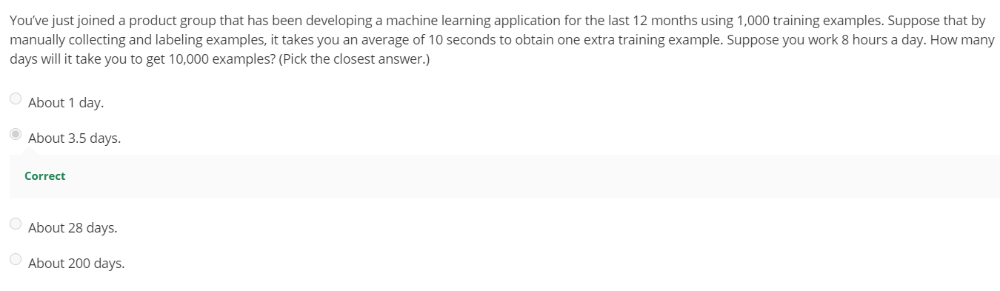 You've just joined a product group that has been developing a machine learning application for the last 12 months using 1,000 training examples. Suppose that by
manually collecting and labeling examples, it takes you an average of 10 seconds to obtain one extra training example. Suppose you work 8 hours a day. How many
days will it take you to get 10,000 examples? (Pick the closest answer.)
About 1 day.
About 3.5 days.
Correct
About 28 days.
About 200 days.